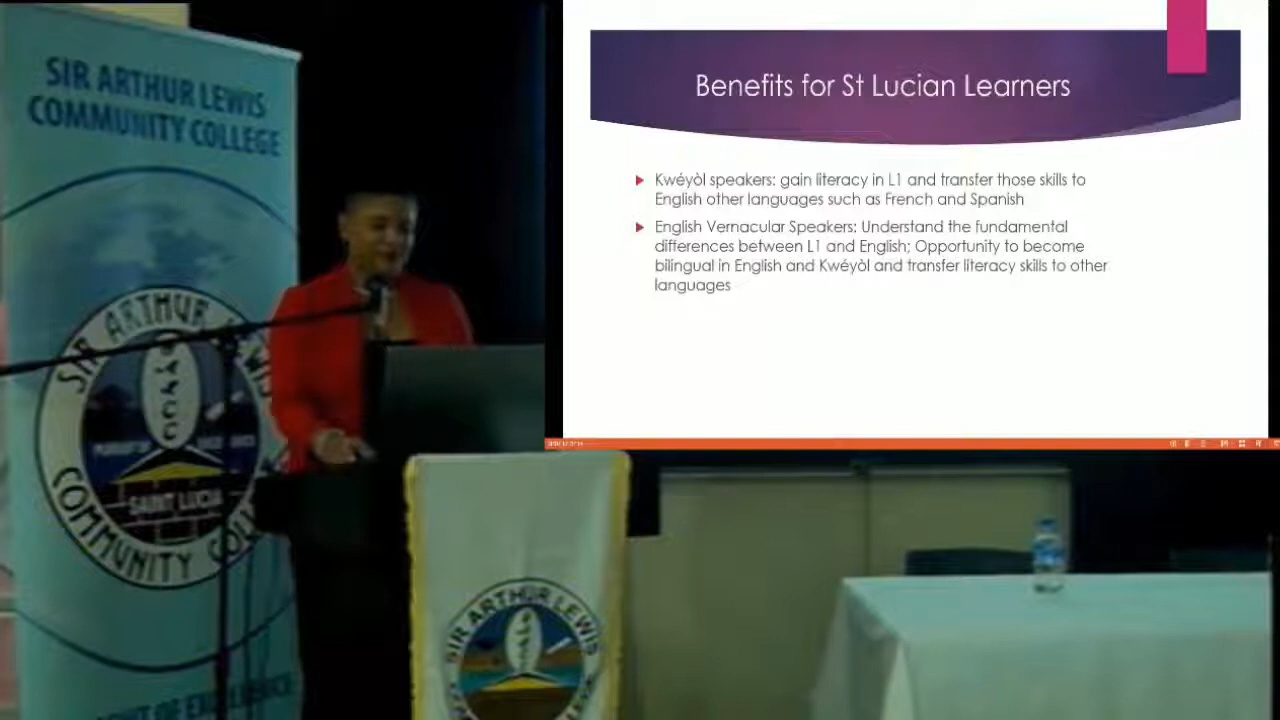 SIR ARTHUR LEWIS
COMMUNITY COLLEGE
SIR ARTHUR LEWIS
SAINT LUCIA
COMMUNITY
Benefits for St Lucian Learners
Kwéyòl speakers: gain literacy in L1 and transfer those skills to
English other languages such as French and Spanish
English Vernacular Speakers: Understand the fundamental
differences between L1 and English; Opportunity to become
bilingual in English and Kwéyòl and transfer literacy skills to other
languages
SIR ARTHUR LEWIS